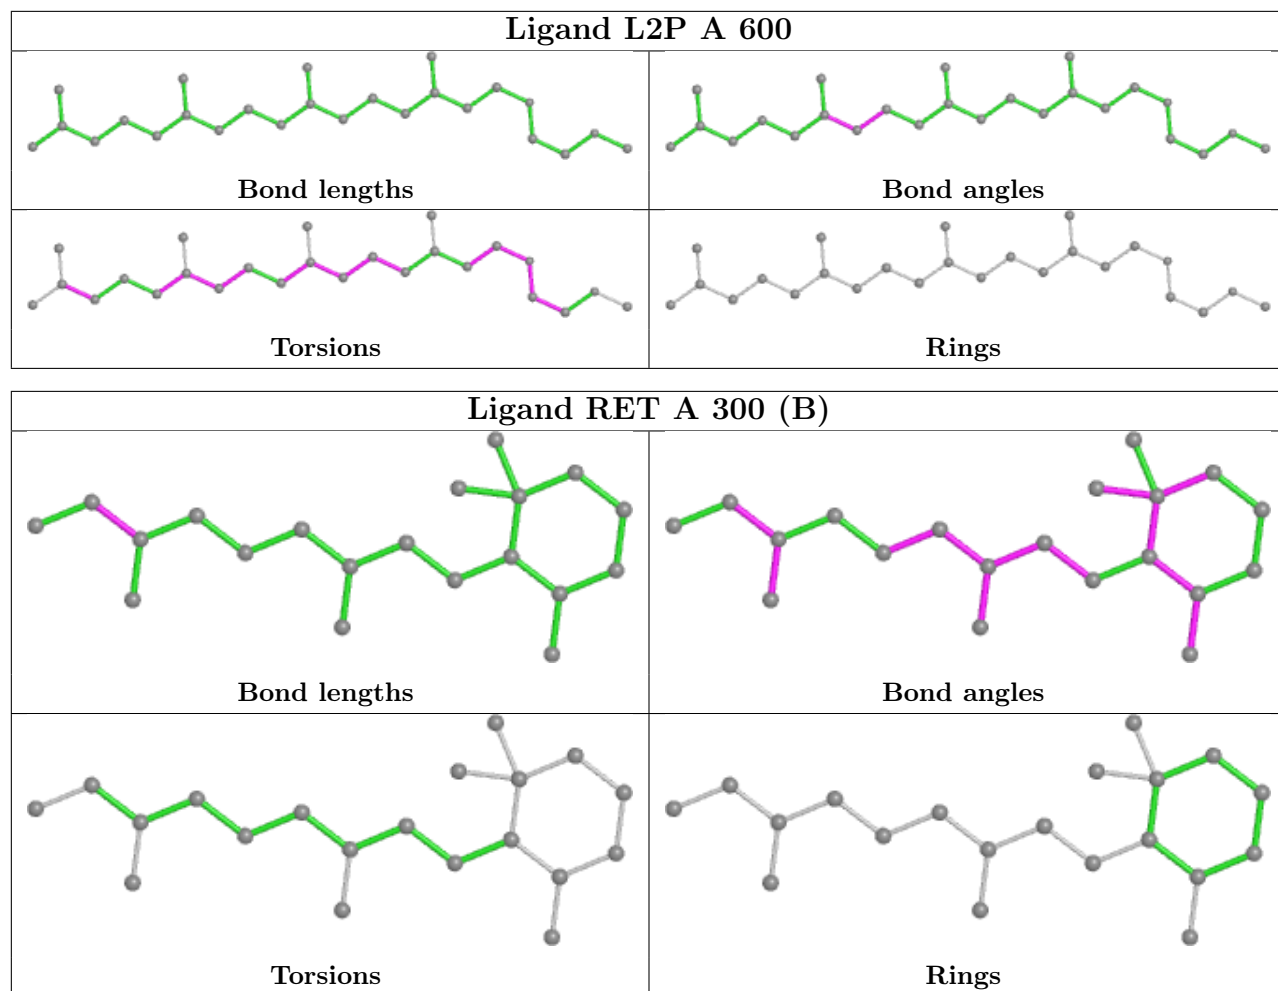 Ligand L2P A 600
Bond lengths
Bond angles
Torsions
Rings
Ligand RET A 300 (B)
Bond lengths
Bond angles
Torsions
Rings